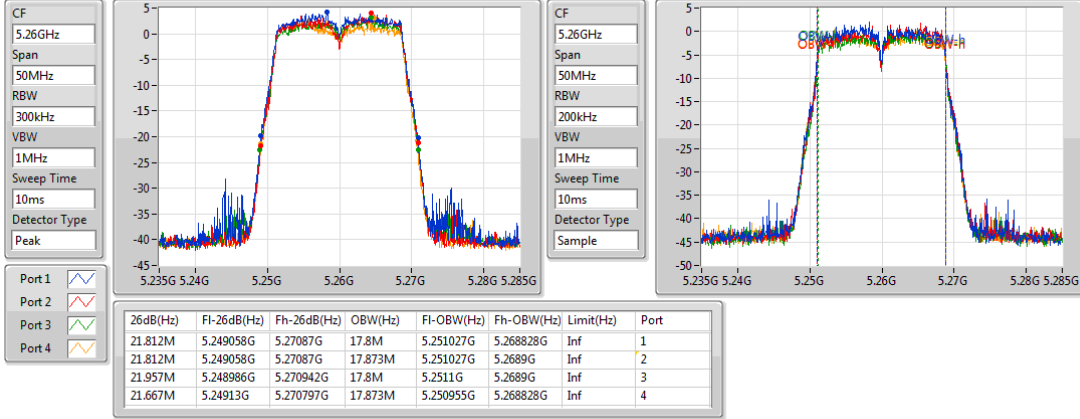 CF
5.26GHz
Span
50MHz
RBW
300kHz
VBW
1MHz
Sweep Time
10ms
Detector Type
Peak
5-
0-
-5-
-10-
-15-
-20-
-25-
-30-
-35-
-40-
-45-
5.235G 5.24G 5.25G 5.26G 5.27G 5.28G 5.285G
CF
5.26GHz
Span
50MHz
RBW
200kHz
VBW
1MHz
Sweep Time
10ms
Detector Type
Sample
5-
0-
-5-
-10-
-15-
-20-
-25-
-30-
-35-
-40-
-45-
-50-
5.235G 5.24G 5.25G 5.26G 5.27G 5.28G 5.285G
Port 1
Port 2
Port 3
Port 4
26dB(Hz) Fl-26dB(Hz) Fh-26dB(Hz) OBW(Hz) Fl-OBW(Hz) Fh-OBW(Hz) Limit(Hz) Port
21.812M 5.249058G 5.27087G 17.8M 5.251027G 5.268828G Inf 1
21.812M 5.249058G 5.27087G 17.873M 5.251027G 5.2689G Inf 2
21.957M 5.248986G 5.270942G 17.8M 5.2511G 5.2689G Inf 3
21.667M 5.24913G 5.270797G 17.873M 5.250955G 5.268828G Inf 4